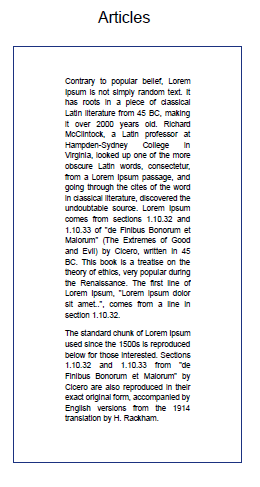 Articles
Contrary to popular belief, Lorem
Ipsum is not simply random text. It
has roots in a piece of classical
Latin literature from 45 BC, making
it over 2000 years old. Richard
McClintock, a Latin professor at
Hampden-Sydney College in
Virginia, looked up one of the more
obscure Latin words, consectetur,
from a Lorem Ipsum passage, and
going through the cites of the word
in classical literature, discovered the
undoubtable source. Lorem Ipsum
comes from sections 1.10.32 and
1.10.33 of "de Finibus Bonorum et
Malorum" (The Extremes of Good
and Evil) by Cicero, written in 45
BC. This book is a treatise on the
theory of ethics, very popular during
the Renaissance. The first line of
Lorem Ipsum, "Lorem ipsum dolor
sit amet..", comes from a line in
section 1.10.32.
The standard chunk of Lorem Ipsum
used since the 1500s is reproduced
below for those interested. Sections
1.10.32 and 1.10.33 from "de
Finibus Bonorum et Malorum" by
Cicero are also reproduced in their
exact original form, accompanied by
English versions from the 1914
translation by H. Rackham.